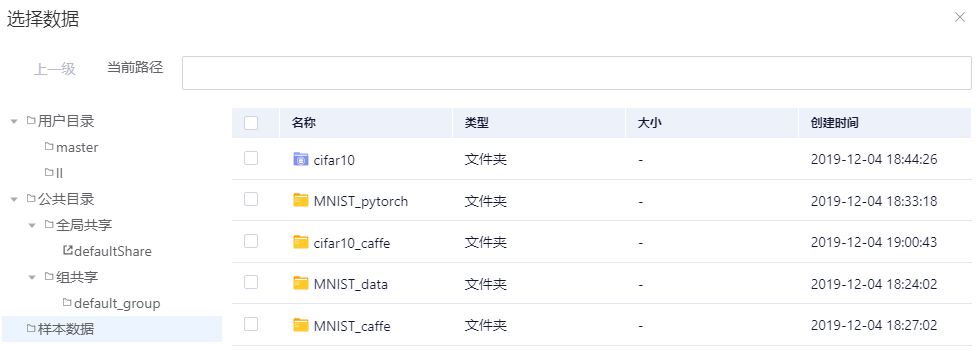 选择数据
上一级 当前路径
用户目录
master
ll
公共目录
全局共享
defaultShare
组共享
default_group
样本数据
名称 类型 大小 创建时间
cifar10 文件夹 - 2019-12-04 18:44:26
MNIST_pytorch 文件夹 - 2019-12-04 18:33:18
cifar10_caffe 文件夹 - 2019-12-04 19:00:43
MNIST_data 文件夹 - 2019-12-04 18:24:02
MNIST_caffe 文件夹 - 2019-12-04 18:27:02